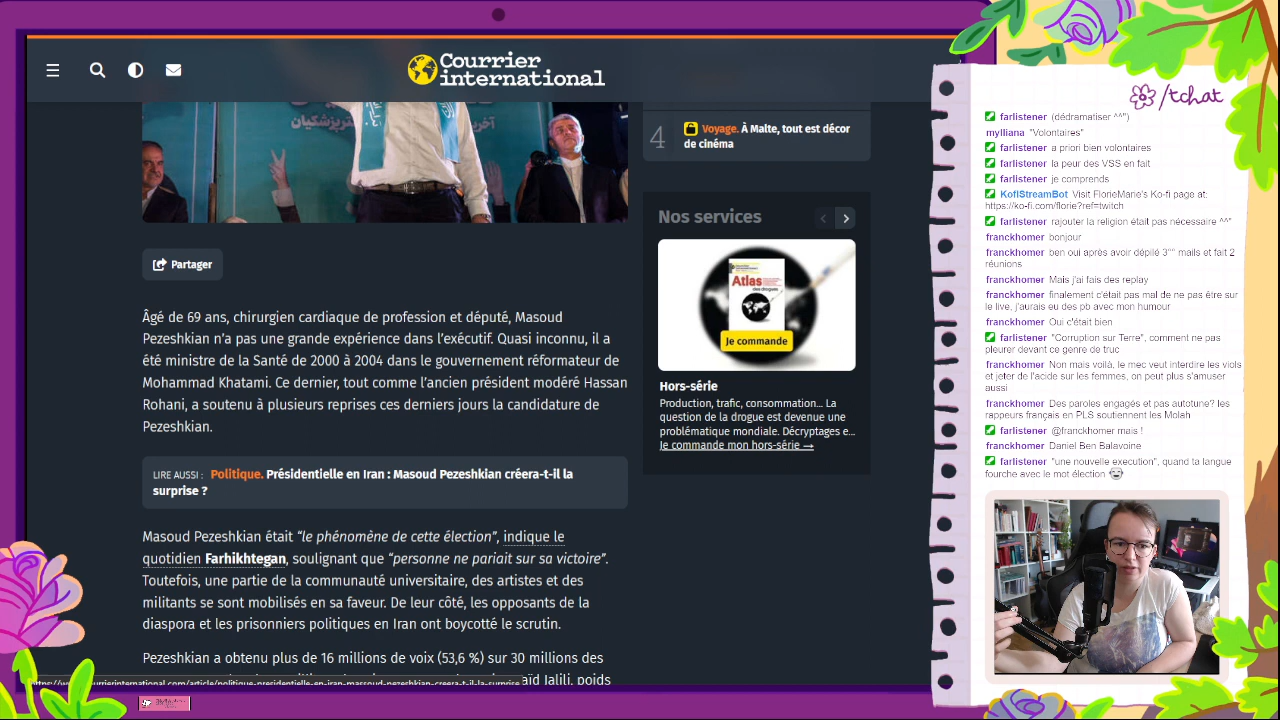 Courrier
international
4
Voyage. À Malte, tout est décor
de cinéma
Nos services
Atlas
des drogues
Je commande
Hors-série
Production, trafic, consommation... La
question de la drogue est devenue une
problématique mondiale. Décryptages e...
Je commande mon hors-série →
Partager
Âgé de 69 ans, chirurgien cardiaque de profession et député, Masoud
Pezeshkian n'a pas une grande expérience dans l'exécutif. Quasi inconnu, il a
été ministre de la Santé de 2000 à 2004 dans le gouvernement réformateur de
Mohammad Khatami. Ce dernier, tout comme l'ancien président modéré Hassan
Rohani, a soutenu à plusieurs reprises ces derniers jours la candidature de
Pezeshkian.
LIRE AUSSI : Politique. Présidentielle en Iran : Masoud Pezeshkian créera-t-il la
surprise ?
Masoud Pezeshkian était “le phénomène de cette élection”, indique le
quotidien Farhikhtegan, soulignant que “personne ne pariait sur sa victoire”.
Toutefois, une partie de la communauté universitaire, des artistes et des
militants se sont mobilisés en sa faveur. De leur côté, les opposants de la
diaspora et les prisonniers politiques en Iran ont boycotté le scrutin.
Pezeshkian a obtenu plus de 16 millions de voix (53,6 %) sur 30 millions des
aïd Jalili, poids
/tchat
farlistener (dédramatiser ^^")
mylliana "Volontaires"
farlistener a priori bien volontaires
farlistener la peur des VSS en fait
farlistener je comprends
KofiStreamBot Visit FlorieMarie's Ko-fi page at:
https://ko-fi.com/florie?ref=twitch
farlistener rajouter la religion était pas nécessaire ^^"
franckhomer bonjour
franckhomer ben oui après avoir dépilé 3"" mails et fait 2
réunions
franckhomer Mais j'ai fais des replay
franckhomer finalement c'était pas mal de ne pas être sur
le live, j'aurais eu des pb avec mon humour
franckhomer Oui c'était bien
farlistener "Corruption sur Terre", comment ne pas
pleurer devant ce genre de truc
franckhomer Non mais voilà, le mec veut interdire les viols
et jeter de l'acide sur les femmes, on peut plus s'amuser
aussi
franckhomer Des paroles engagés et pas autotune? les
rappeurs français en PLS soutiennent les Molah
farlistener @franckhomer mais !
franckhomer Daniel Ben Balavoine
farlistener "une nouvelle execution", quand ta langue
fourche avec le mot élection